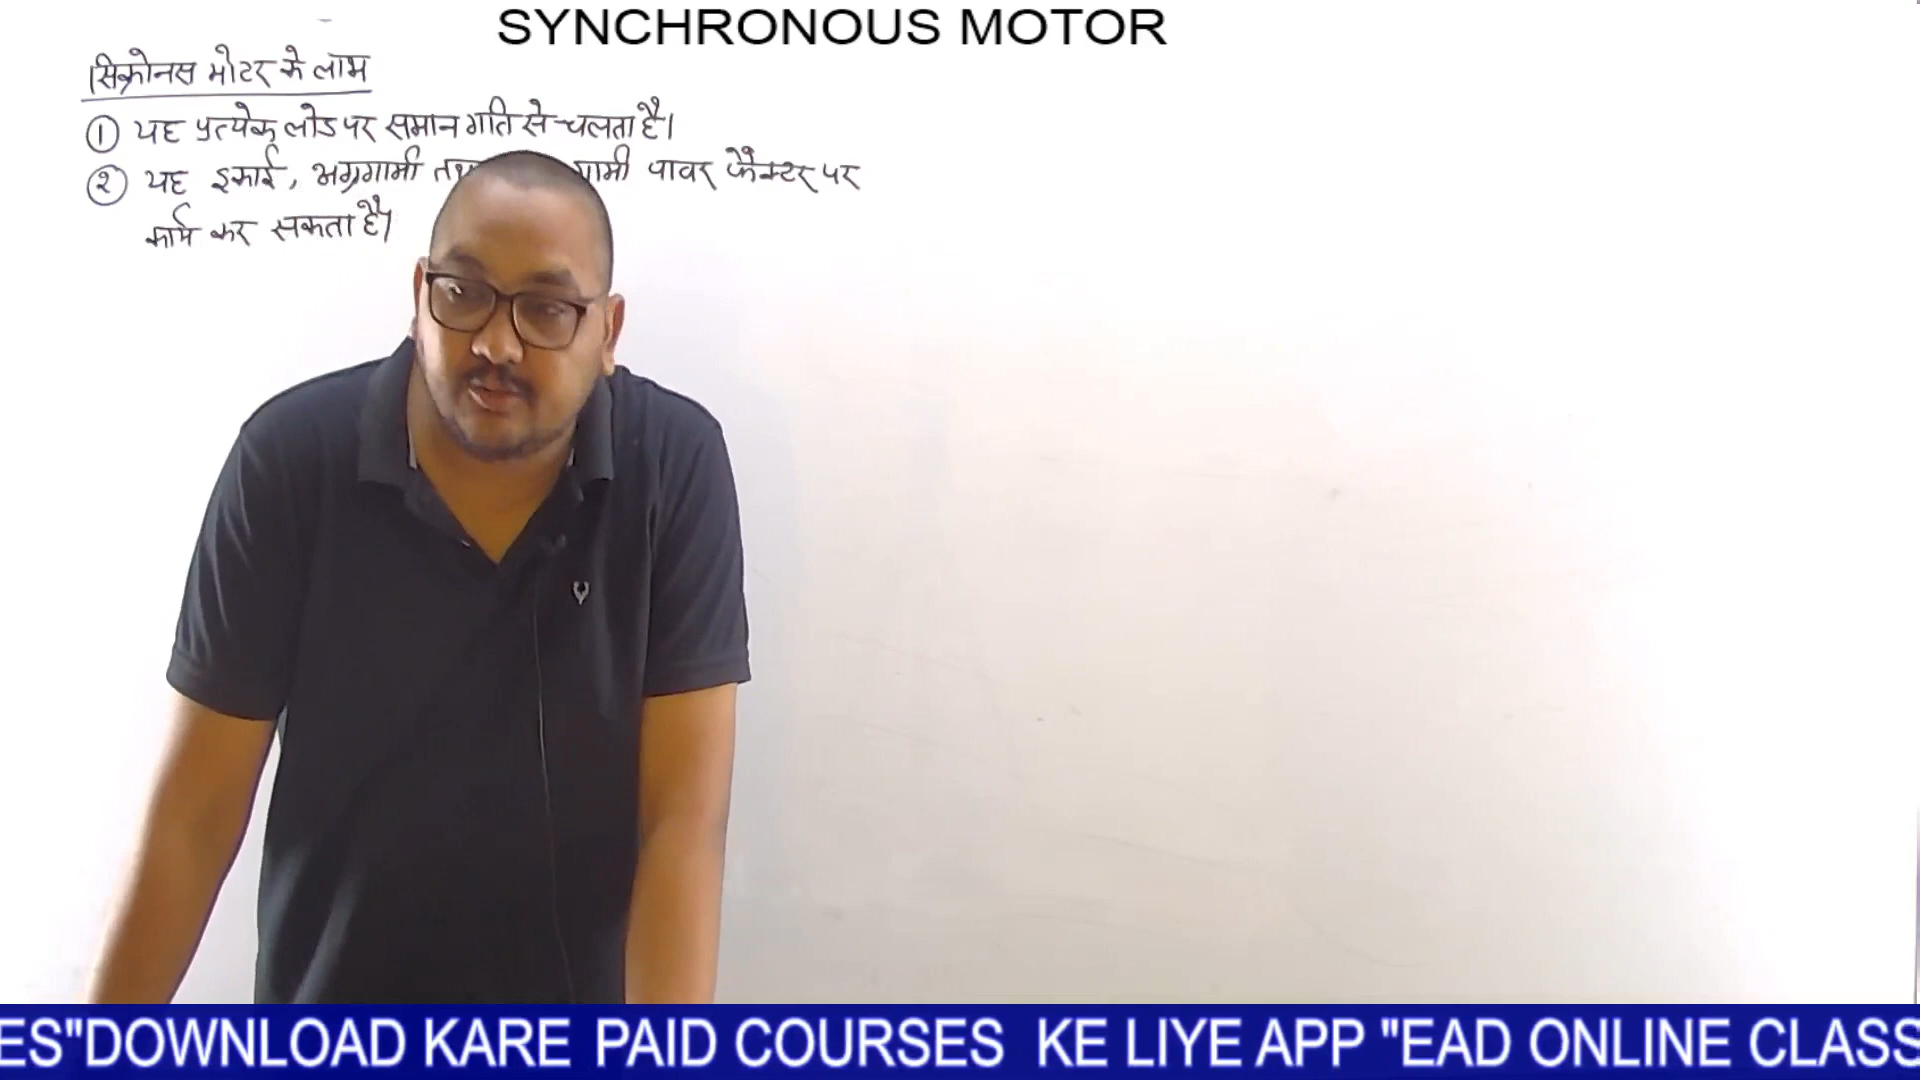 SYNCHRONOUS MOTOR
सिंक्रोनस मोटर के लाभ
① यह प्रत्येक लोड पर समान गति से चलता है।
② यह इकाई, अग्रगामी पावर फैक्टर पर
कार्य कर सकता है।
ES"DOWNLOAD KARE PAID COURSES KE LIYE APP "EAD ONLINE CLASS